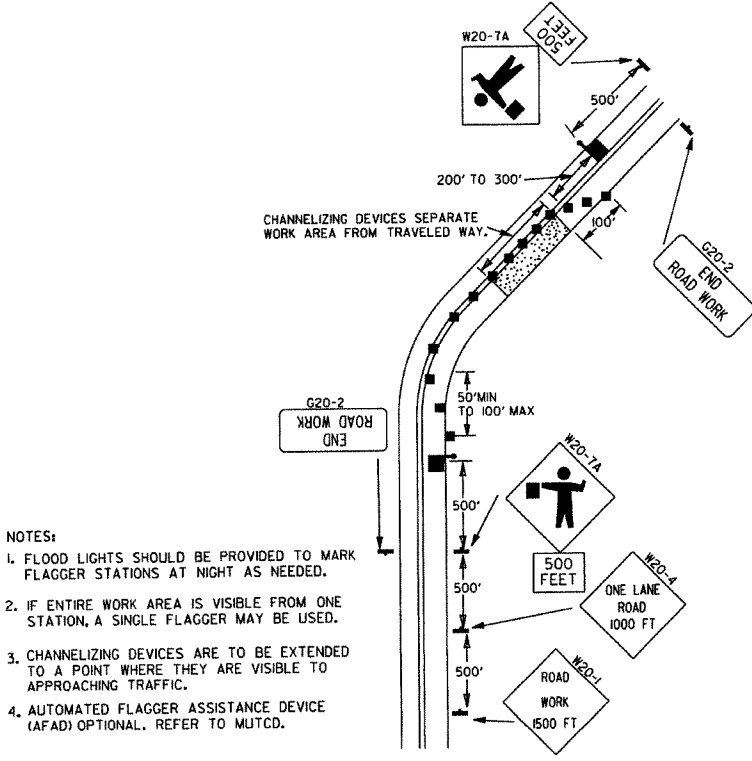 W20-7A
500
FEET
500'
200' TO 300'
CHANNELIZING DEVICES SEPARATE
WORK AREA FROM TRAVELED WAY.
100'
G20-2
END
ROAD WORK
G20-2
END
ROAD WORK
50'MIN
TO 100' MAX
W20-7A
500'
500
FEET
W20-4
ONE LANE
ROAD
1000 FT
500'
W20-1
ROAD
WORK
1500 FT
500'
NOTES:
1. FLOOD LIGHTS SHOULD BE PROVIDED TO MARK
FLAGGER STATIONS AT NIGHT AS NEEDED.
2. IF ENTIRE WORK AREA IS VISIBLE FROM ONE
STATION, A SINGLE FLAGGER MAY BE USED.
3. CHANNELIZING DEVICES ARE TO BE EXTENDED
TO A POINT WHERE THEY ARE VISIBLE TO
APPROACHING TRAFFIC.
4. AUTOMATED FLAGGER ASSISTANCE DEVICE
(AFAD) OPTIONAL. REFER TO MUTCD.